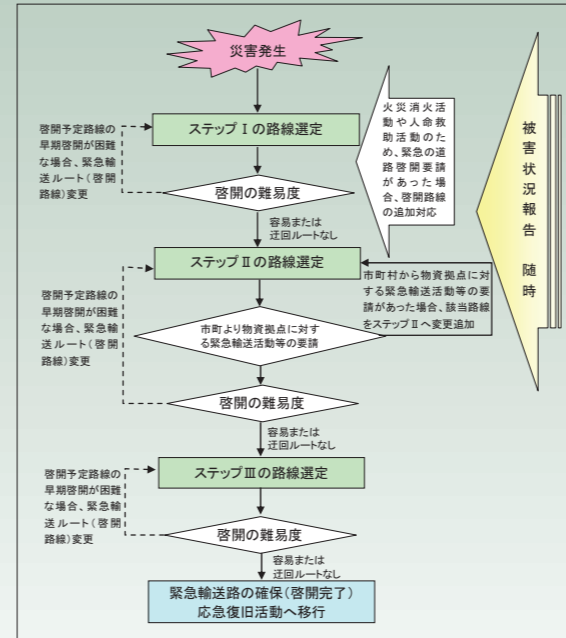 災害発生
ステップⅠの路線選定
啓開予定路線の
早期啓開が困難
な場合、緊急輸
送ルート(啓開
路線)変更
火災消火活
動や人命救
助活動のた
め、緊急の道
路啓開要請
があった場
合、啓開路線
の追加対応
被害状況報告 随時
啓開の難易度
容易または
迂回ルートなし
ステップⅡの路線選定
市町村から物資拠点に対
する緊急輸送活動等の要
請があった場合、該当路線
をステップⅡへ変更追加
啓開予定路線の
早期啓開が困難
な場合、緊急輸
送ルート(啓開
路線)変更
市町より物資拠点に対す
る緊急輸送活動等の要請
啓開の難易度
容易または
迂回ルートなし
ステップⅢの路線選定
啓開予定路線の
早期啓開が困難
な場合、緊急輸
送ルート(啓開
路線)変更
啓開の難易度
容易または
迂回ルートなし
緊急輸送路の確保(啓開完了)
応急復旧活動へ移行